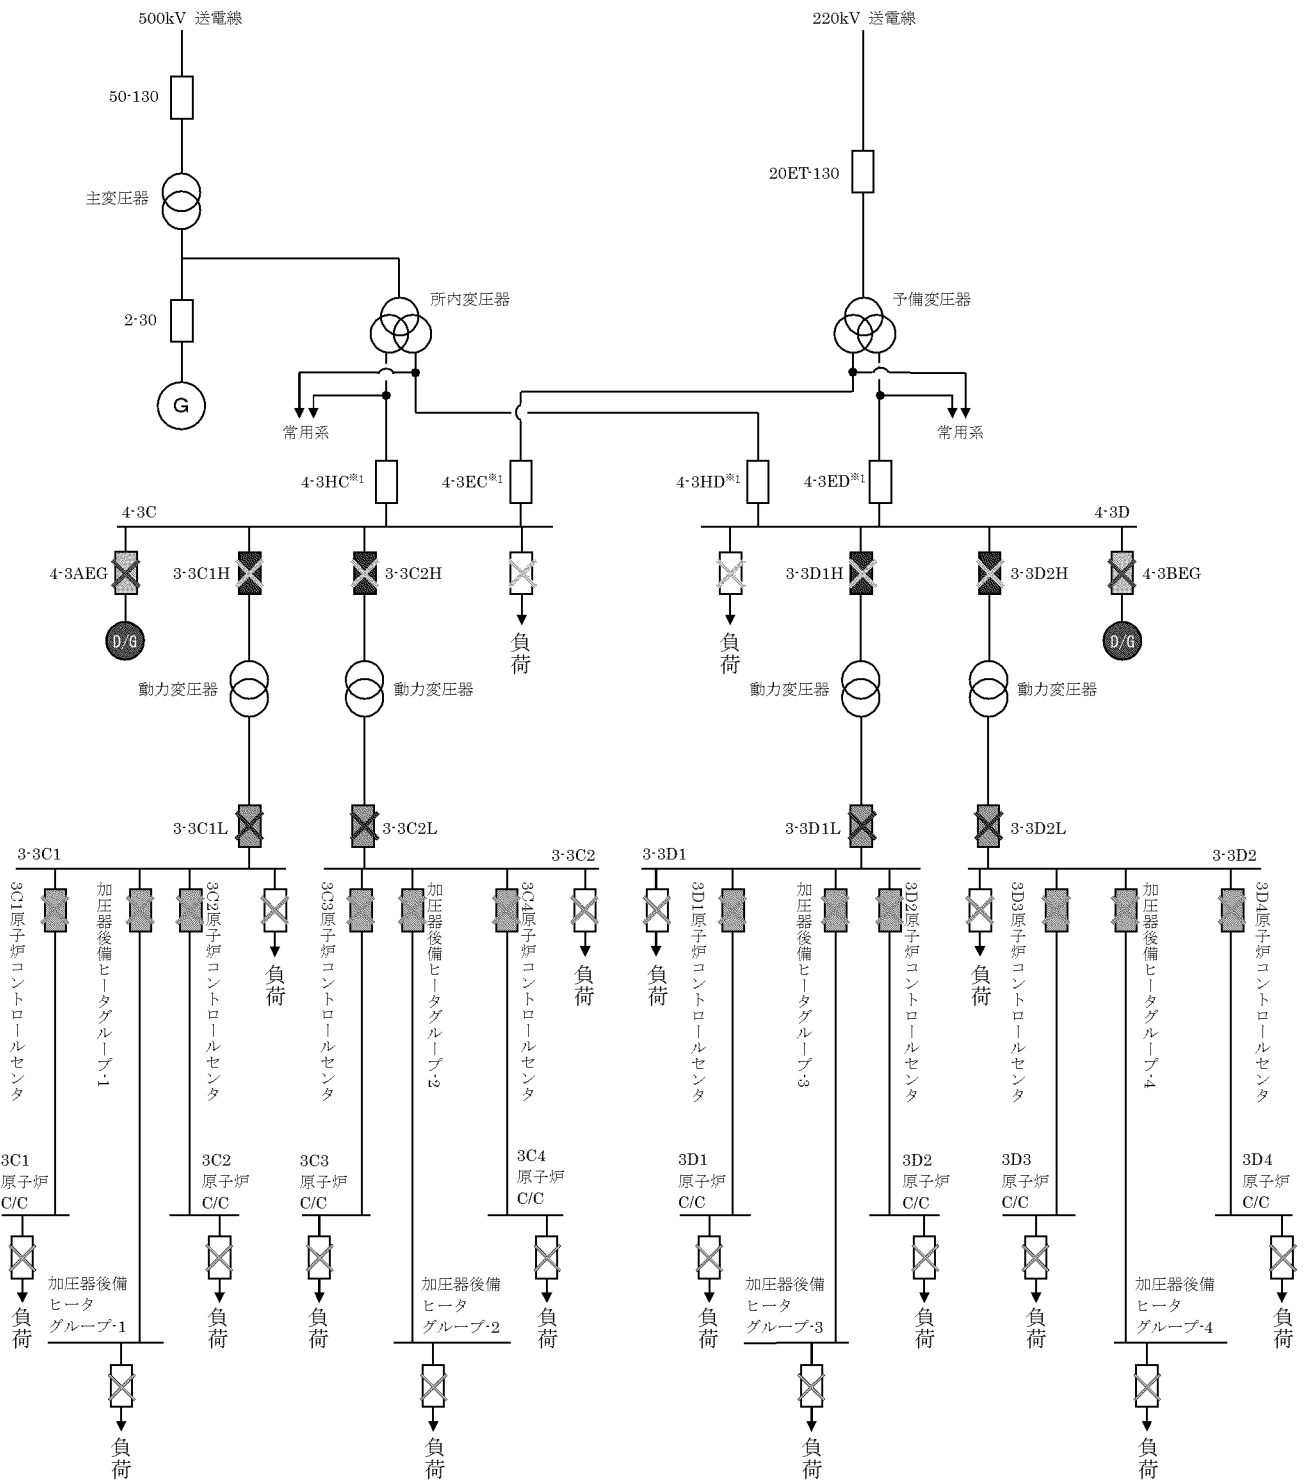 500kV 送電線
220kV 送電線
50-130
20ET-130
主変圧器
所内変圧器
予備変圧器
2-30
G
常用系
常用系
4-3HC※1
4-3EC※1
4-3HD※1
4-3ED※1
4-3C
4-3D
4-3AEG
3-3C1H
3-3C2H
3-3D1H
3-3D2H
4-3BEG
D/G
負荷
負荷
D/G
動力変圧器
動力変圧器
動力変圧器
動力変圧器
3-3C1L
3-3C2L
3-3D1L
3-3D2L
3-3C1
3-3C2
3-3D1
3-3D2
3C1原子炉コントロールセンタ
加圧器後備ヒータグループ-1
3C2原子炉コントロールセンタ
負荷
3C3原子炉コントロールセンタ
加圧器後備ヒータグループ-2
3C4原子炉コントロールセンタ
負荷
負荷
3D1原子炉コントロールセンタ
加圧器後備ヒータグループ-3
3D2原子炉コントロールセンタ
負荷
3D3原子炉コントロールセンタ
加圧器後備ヒータグループ-4
3D4原子炉コントロールセンタ
3C1
原子炉
C/C
3C2
原子炉
C/C
3C3
原子炉
C/C
3C4
原子炉
C/C
3D1
原子炉
C/C
3D2
原子炉
C/C
3D3
原子炉
C/C
3D4
原子炉
C/C
負荷
負荷
負荷
負荷
負荷
負荷
負荷
負荷
加圧器後備
ヒータ
グループ-1
加圧器後備
ヒータ
グループ-2
加圧器後備
ヒータ
グループ-3
加圧器後備
ヒータ
グループ-4
負荷
負荷
負荷
負荷